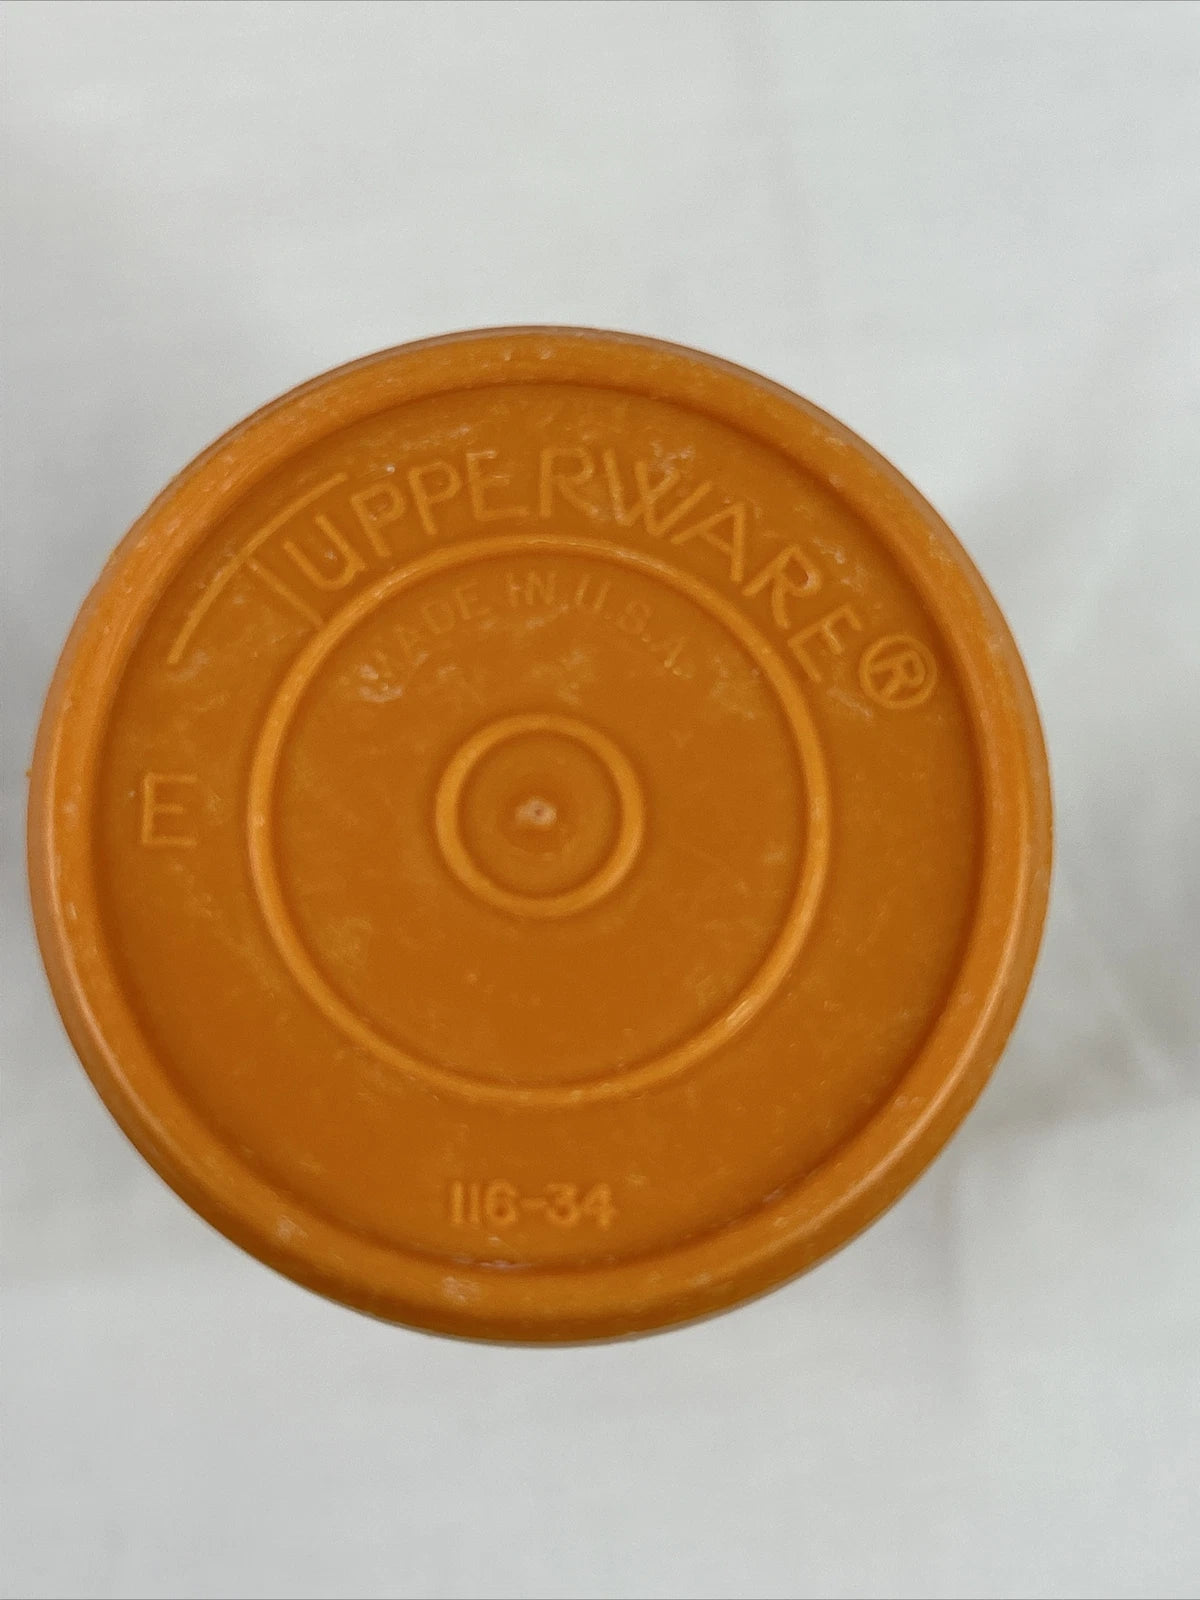 TUPPERWARE®
MADE IN U.S.A.
E
116-34